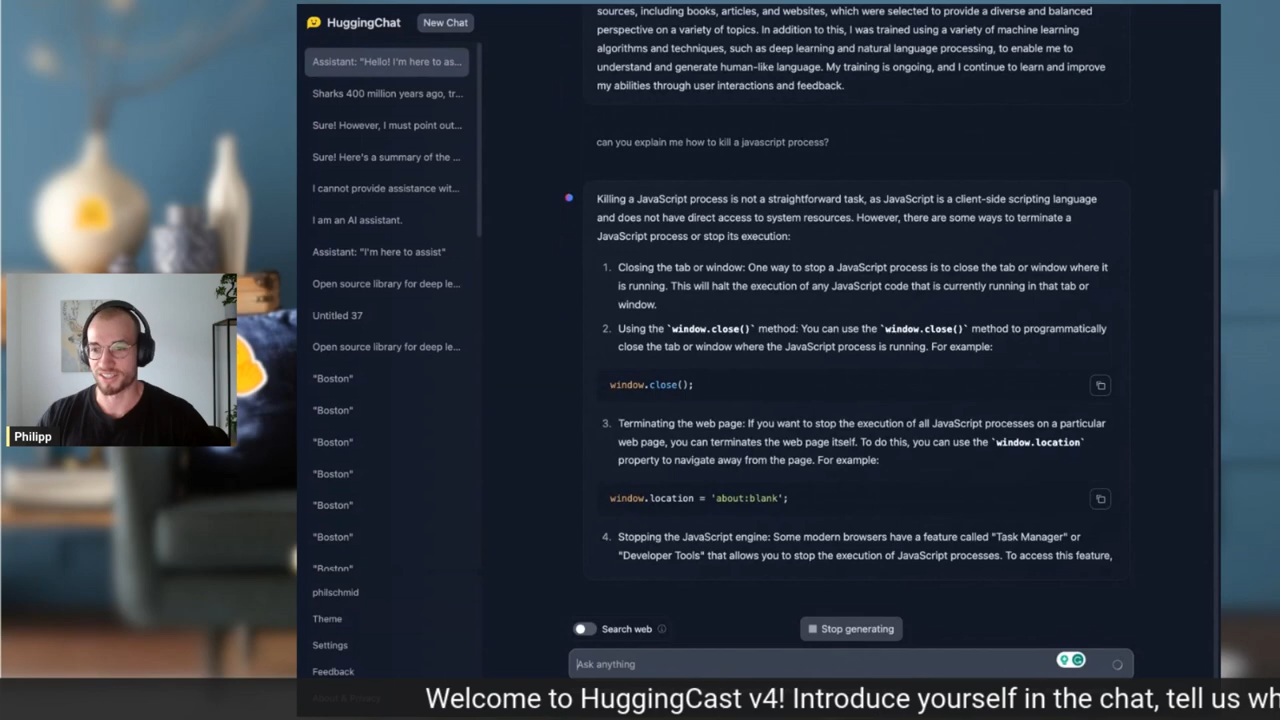 HuggingChat
New Chat
Assistant: "Hello! I'm here to as...
Sharks 400 million years ago, tr...
Sure! However, I must point out...
Sure! Here's a summary of the ...
I cannot provide assistance wit...
I am an AI assistant.
Assistant: "I'm here to assist"
Open source library for deep le...
Untitled 37
Open source library for deep le...
"Boston"
"Boston"
"Boston"
"Boston"
"Boston"
"Boston"
"Boston"
philschmid
Theme
Settings
Feedback
About & Privacy
sources, including books, articles, and websites, which were selected to provide a diverse and balanced
perspective on a variety of topics. In addition to this, I was trained using a variety of machine learning
algorithms and techniques, such as deep learning and natural language processing, to enable me to
understand and generate human-like language. My training is ongoing, and I continue to learn and improve
my abilities through user interactions and feedback.
can you explain me how to kill a javascript process?
Killing a JavaScript process is not a straightforward task, as JavaScript is a client-side scripting language
and does not have direct access to system resources. However, there are some ways to terminate a
JavaScript process or stop its execution:
1. Closing the tab or window: One way to stop a JavaScript process is to close the tab or window where it
is running. This will halt the execution of any JavaScript code that is currently running in that tab or
window.
2. Using the `window.close()` method: You can use the `window.close()` method to programmatically
close the tab or window where the JavaScript process is running. For example:
window.close();
3. Terminating the web page: If you want to stop the execution of all JavaScript processes on a particular
web page, you can terminates the web page itself. To do this, you can use the `window.location`
property to navigate away from the page. For example:
window.location = 'about:blank';
4. Stopping the JavaScript engine: Some modern browsers have a feature called "Task Manager" or
"Developer Tools" that allows you to stop the execution of JavaScript processes. To access this feature,
Search web
Stop generating
Ask anything
Philipp
Welcome to HuggingCast v4! Introduce yourself in the chat, tell us wh